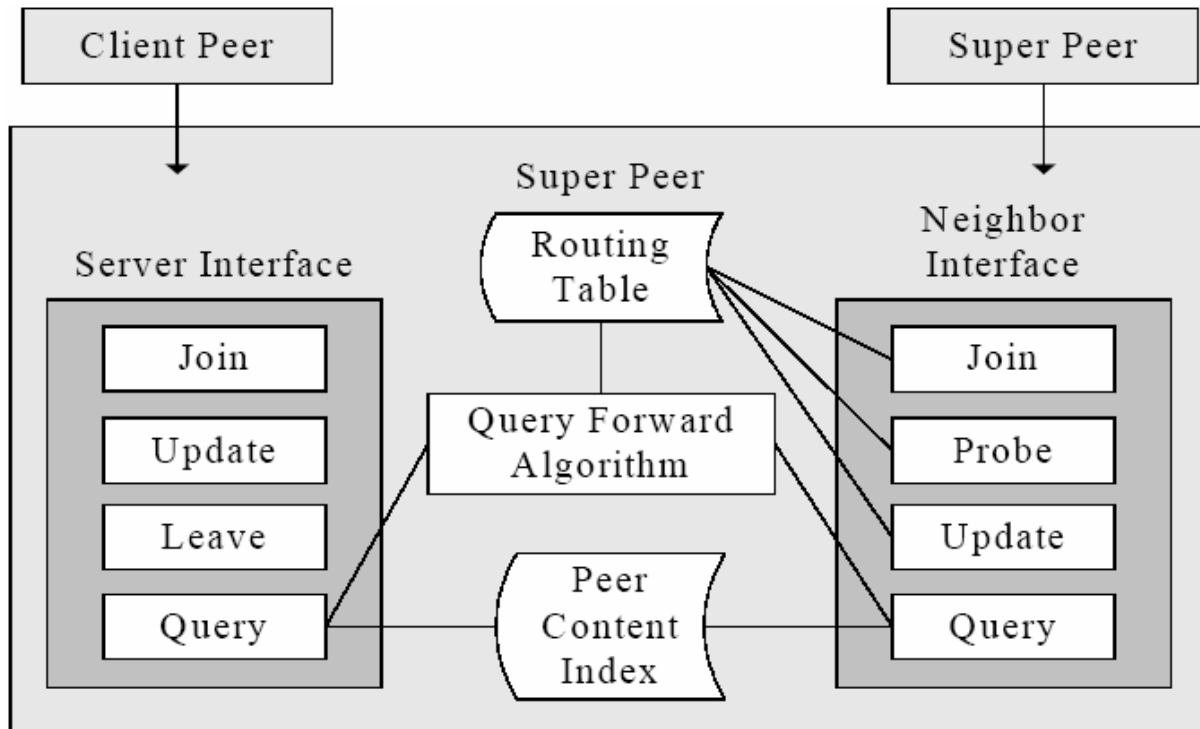 Client Peer
Super Peer
Super Peer
Server Interface
Neighbor
Interface
Routing
Table
Join
Update
Leave
Query
Query Forward
Algorithm
Peer
Content
Index
Join
Probe
Update
Query